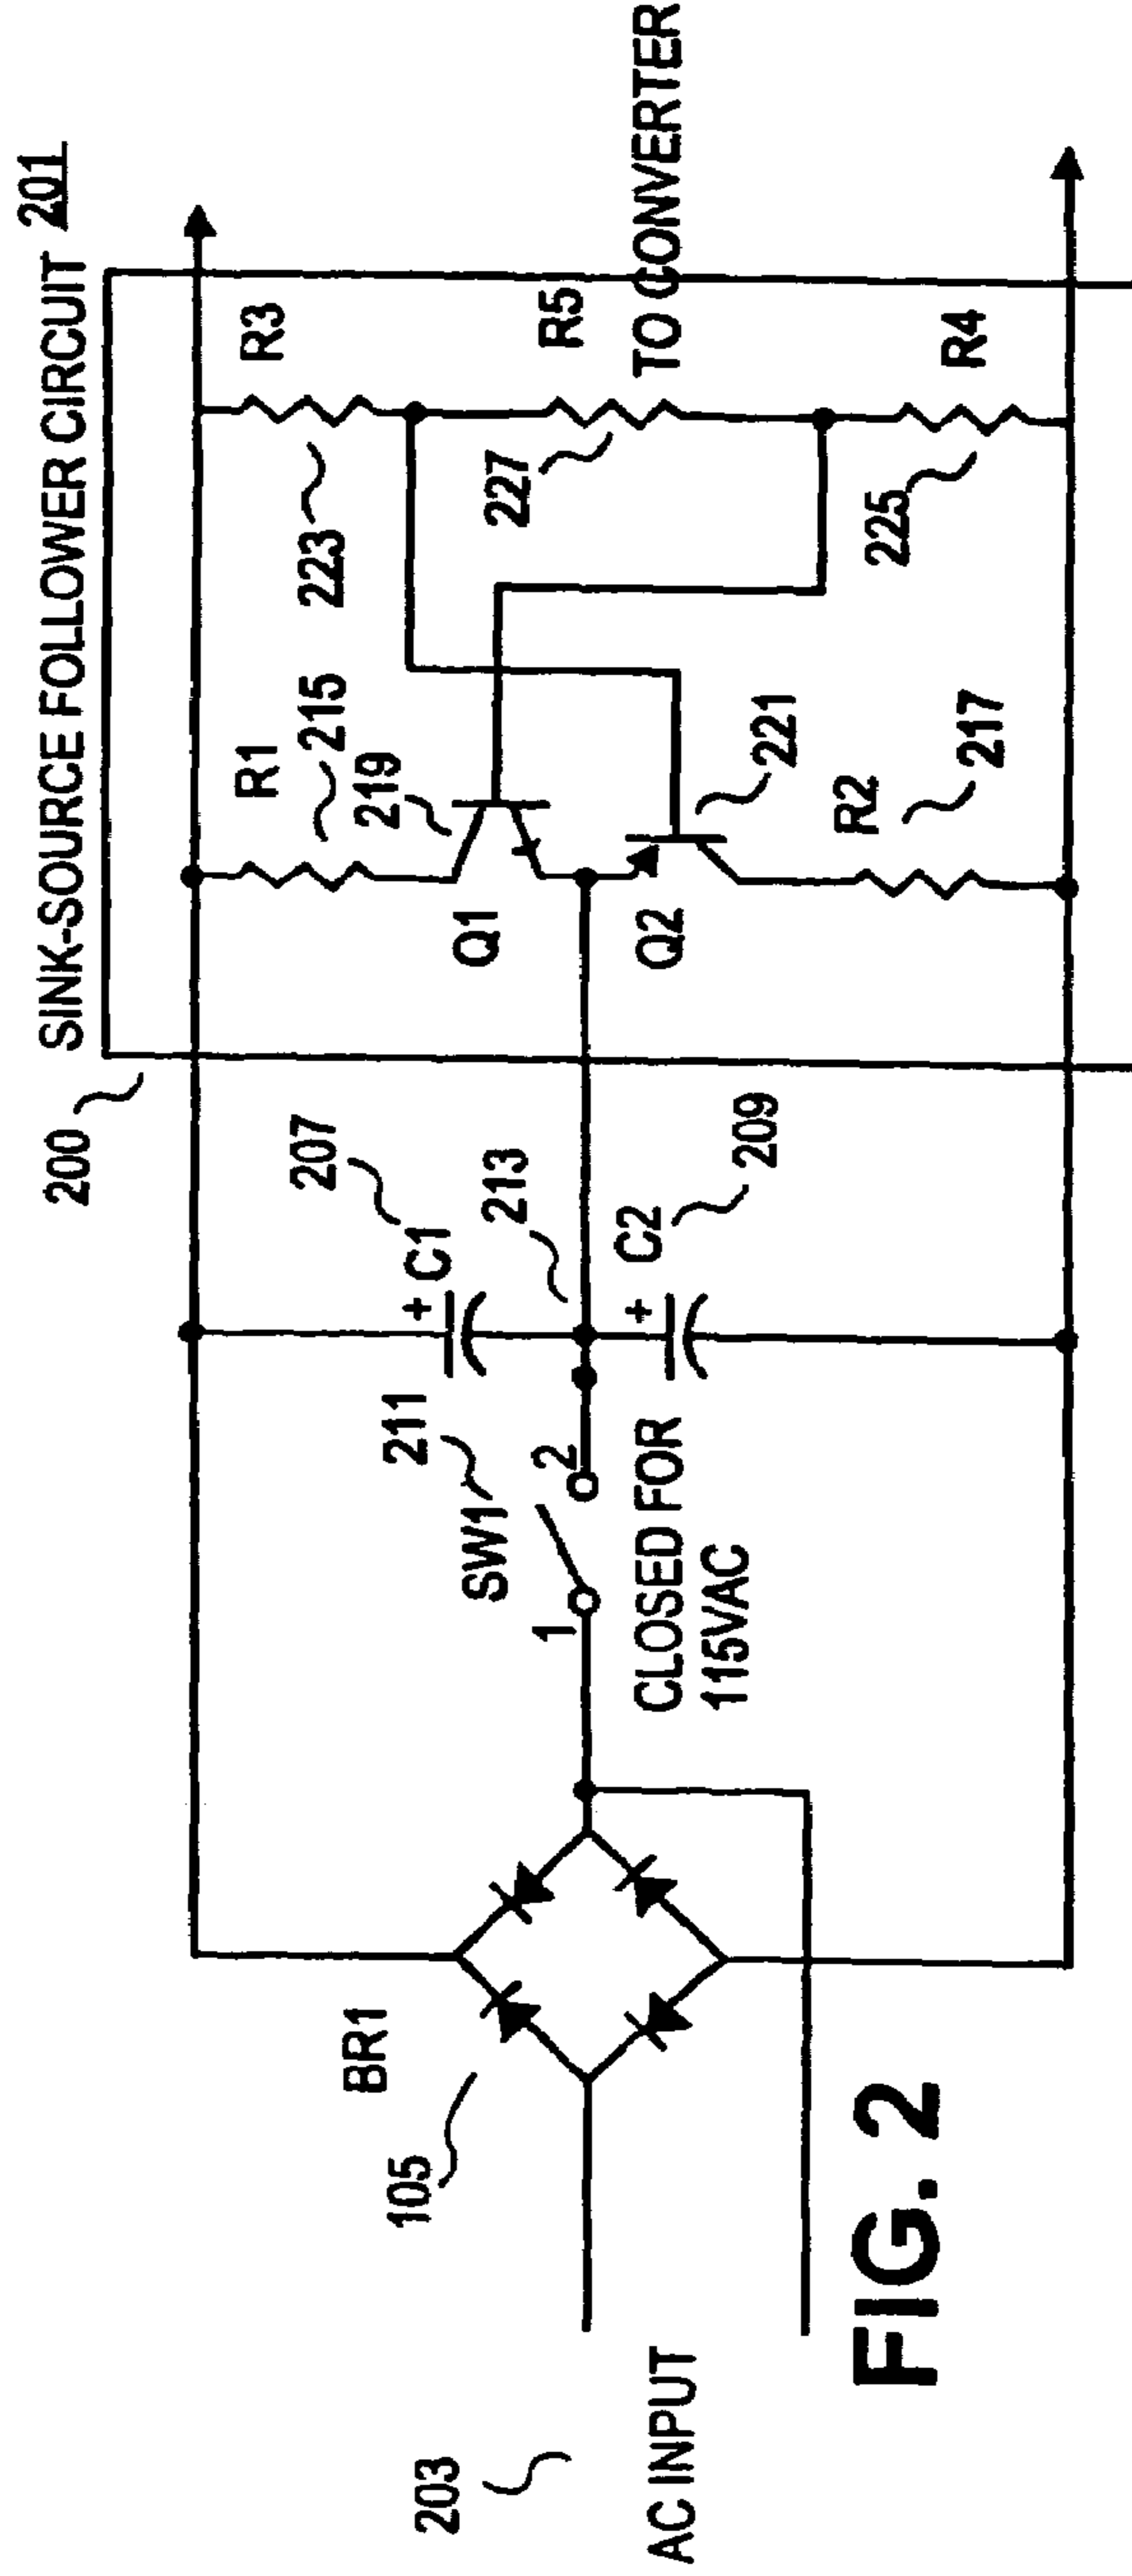 SINK-SOURCE FOLLOWER CIRCUIT 201
200
R1
215
R3
223
207
C1
+
211
SW1
219
Q1
R5
227
BR1
105
213
1
2
203
AC INPUT
CLOSED FOR
115VAC
+
C2
209
Q2
221
TO CONVERTER
R2
217
R4
225
FIG. 2